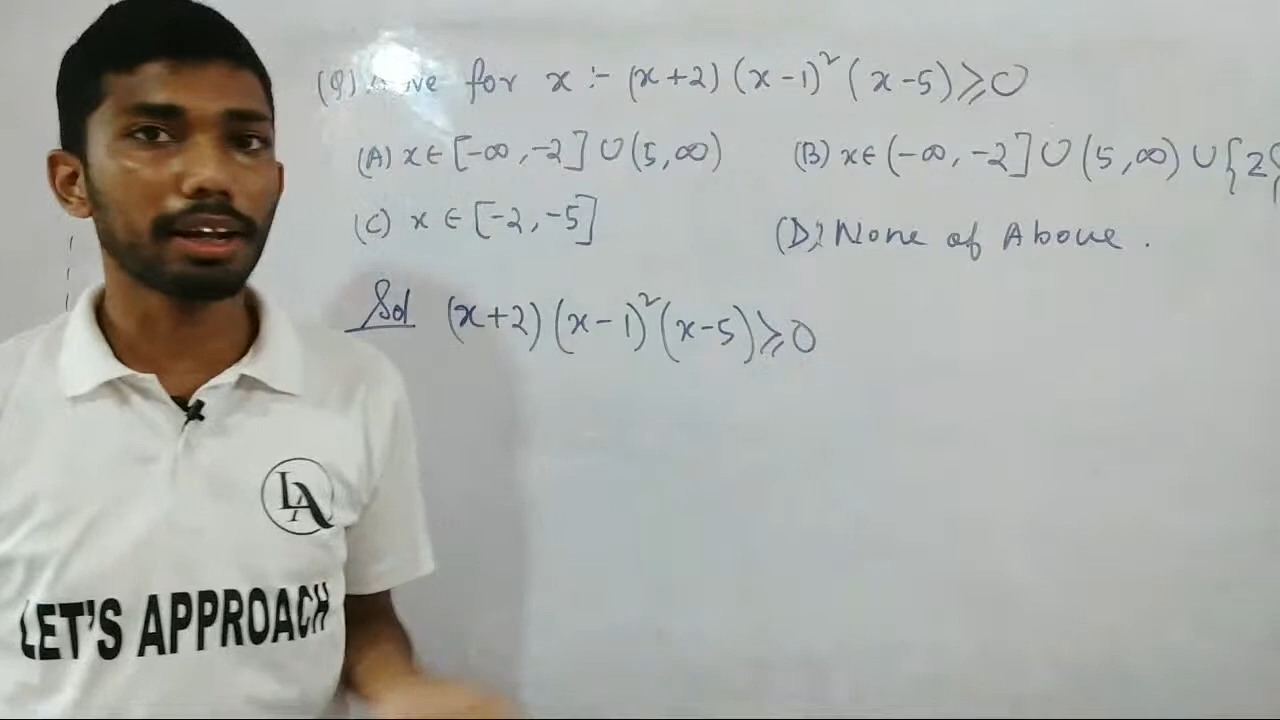 (Q) for x :- (x+2) (x-1)² (x-5) ≥ 0
(A) x ∈ [-∞, -2] ∪ (5, ∞) (B) x ∈ (-∞, -2] ∪ (5, ∞) ∪ {2}
(C) x ∈ [-2, -5] (D) None of Above .
Sol (x+2) (x-1)² (x-5) ≥ 0
LA
LET'S APPROACH